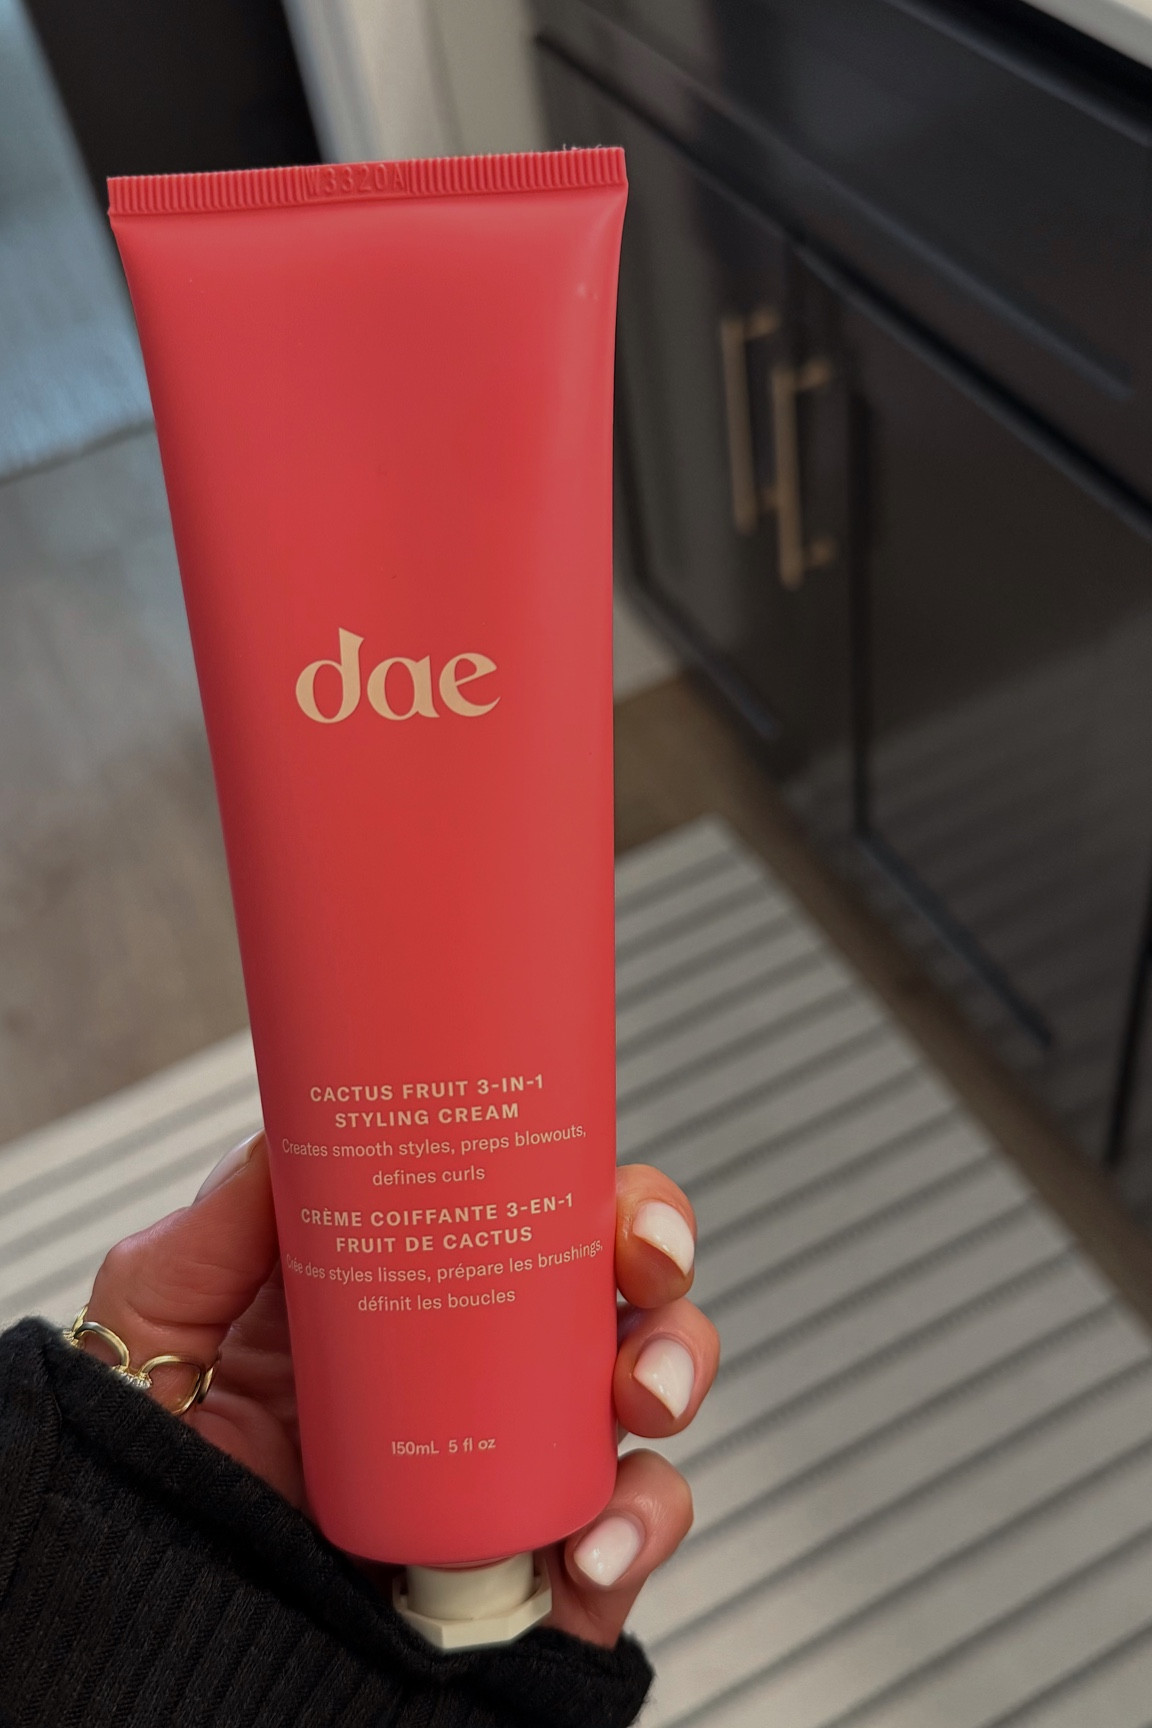 W3320A
dae
CACTUS FRUIT 3-IN-1
STYLING CREAM
Creates smooth styles, preps blowouts,
defines curls
CRÈME COIFFANTE 3-EN-1
FRUIT DE CACTUS
Crée des styles lisses, prépare les brushings,
définit les boucles
150mL 5 fl oz